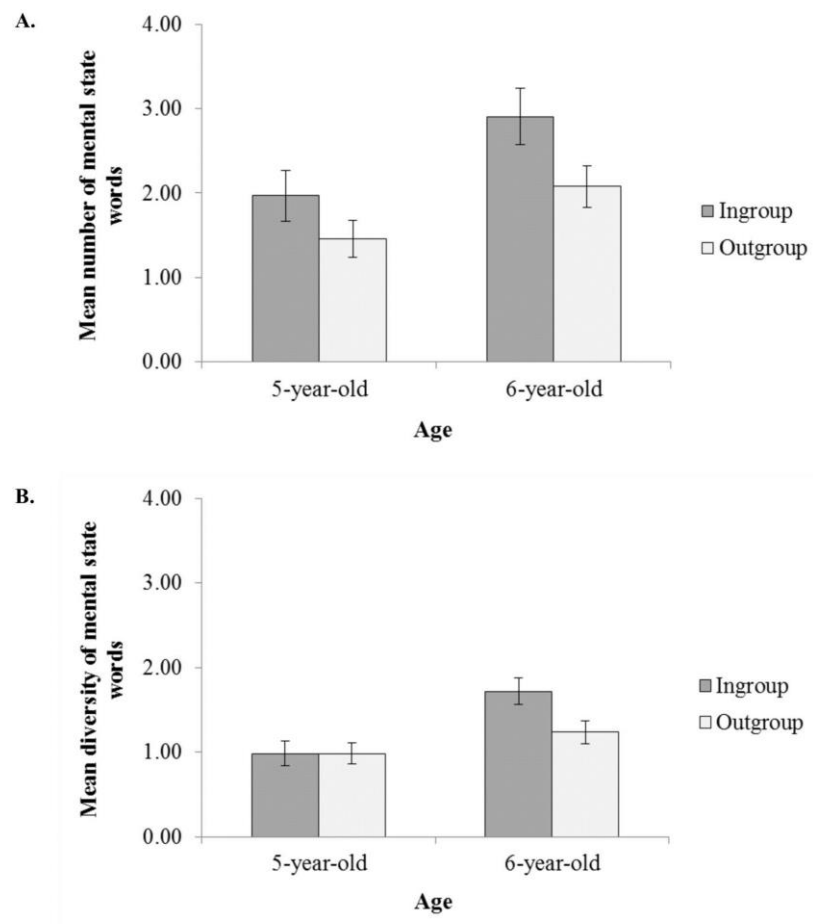 A.
Mean number of mental state
words
4.00
3.00
2.00
1.00
0.00
5-year-old
6-year-old
Age
Ingroup
Outgroup
B.
Mean diversity of mental state
words
4.00
3.00
2.00
1.00
0.00
5-year-old
6-year-old
Age
Ingroup
Outgroup